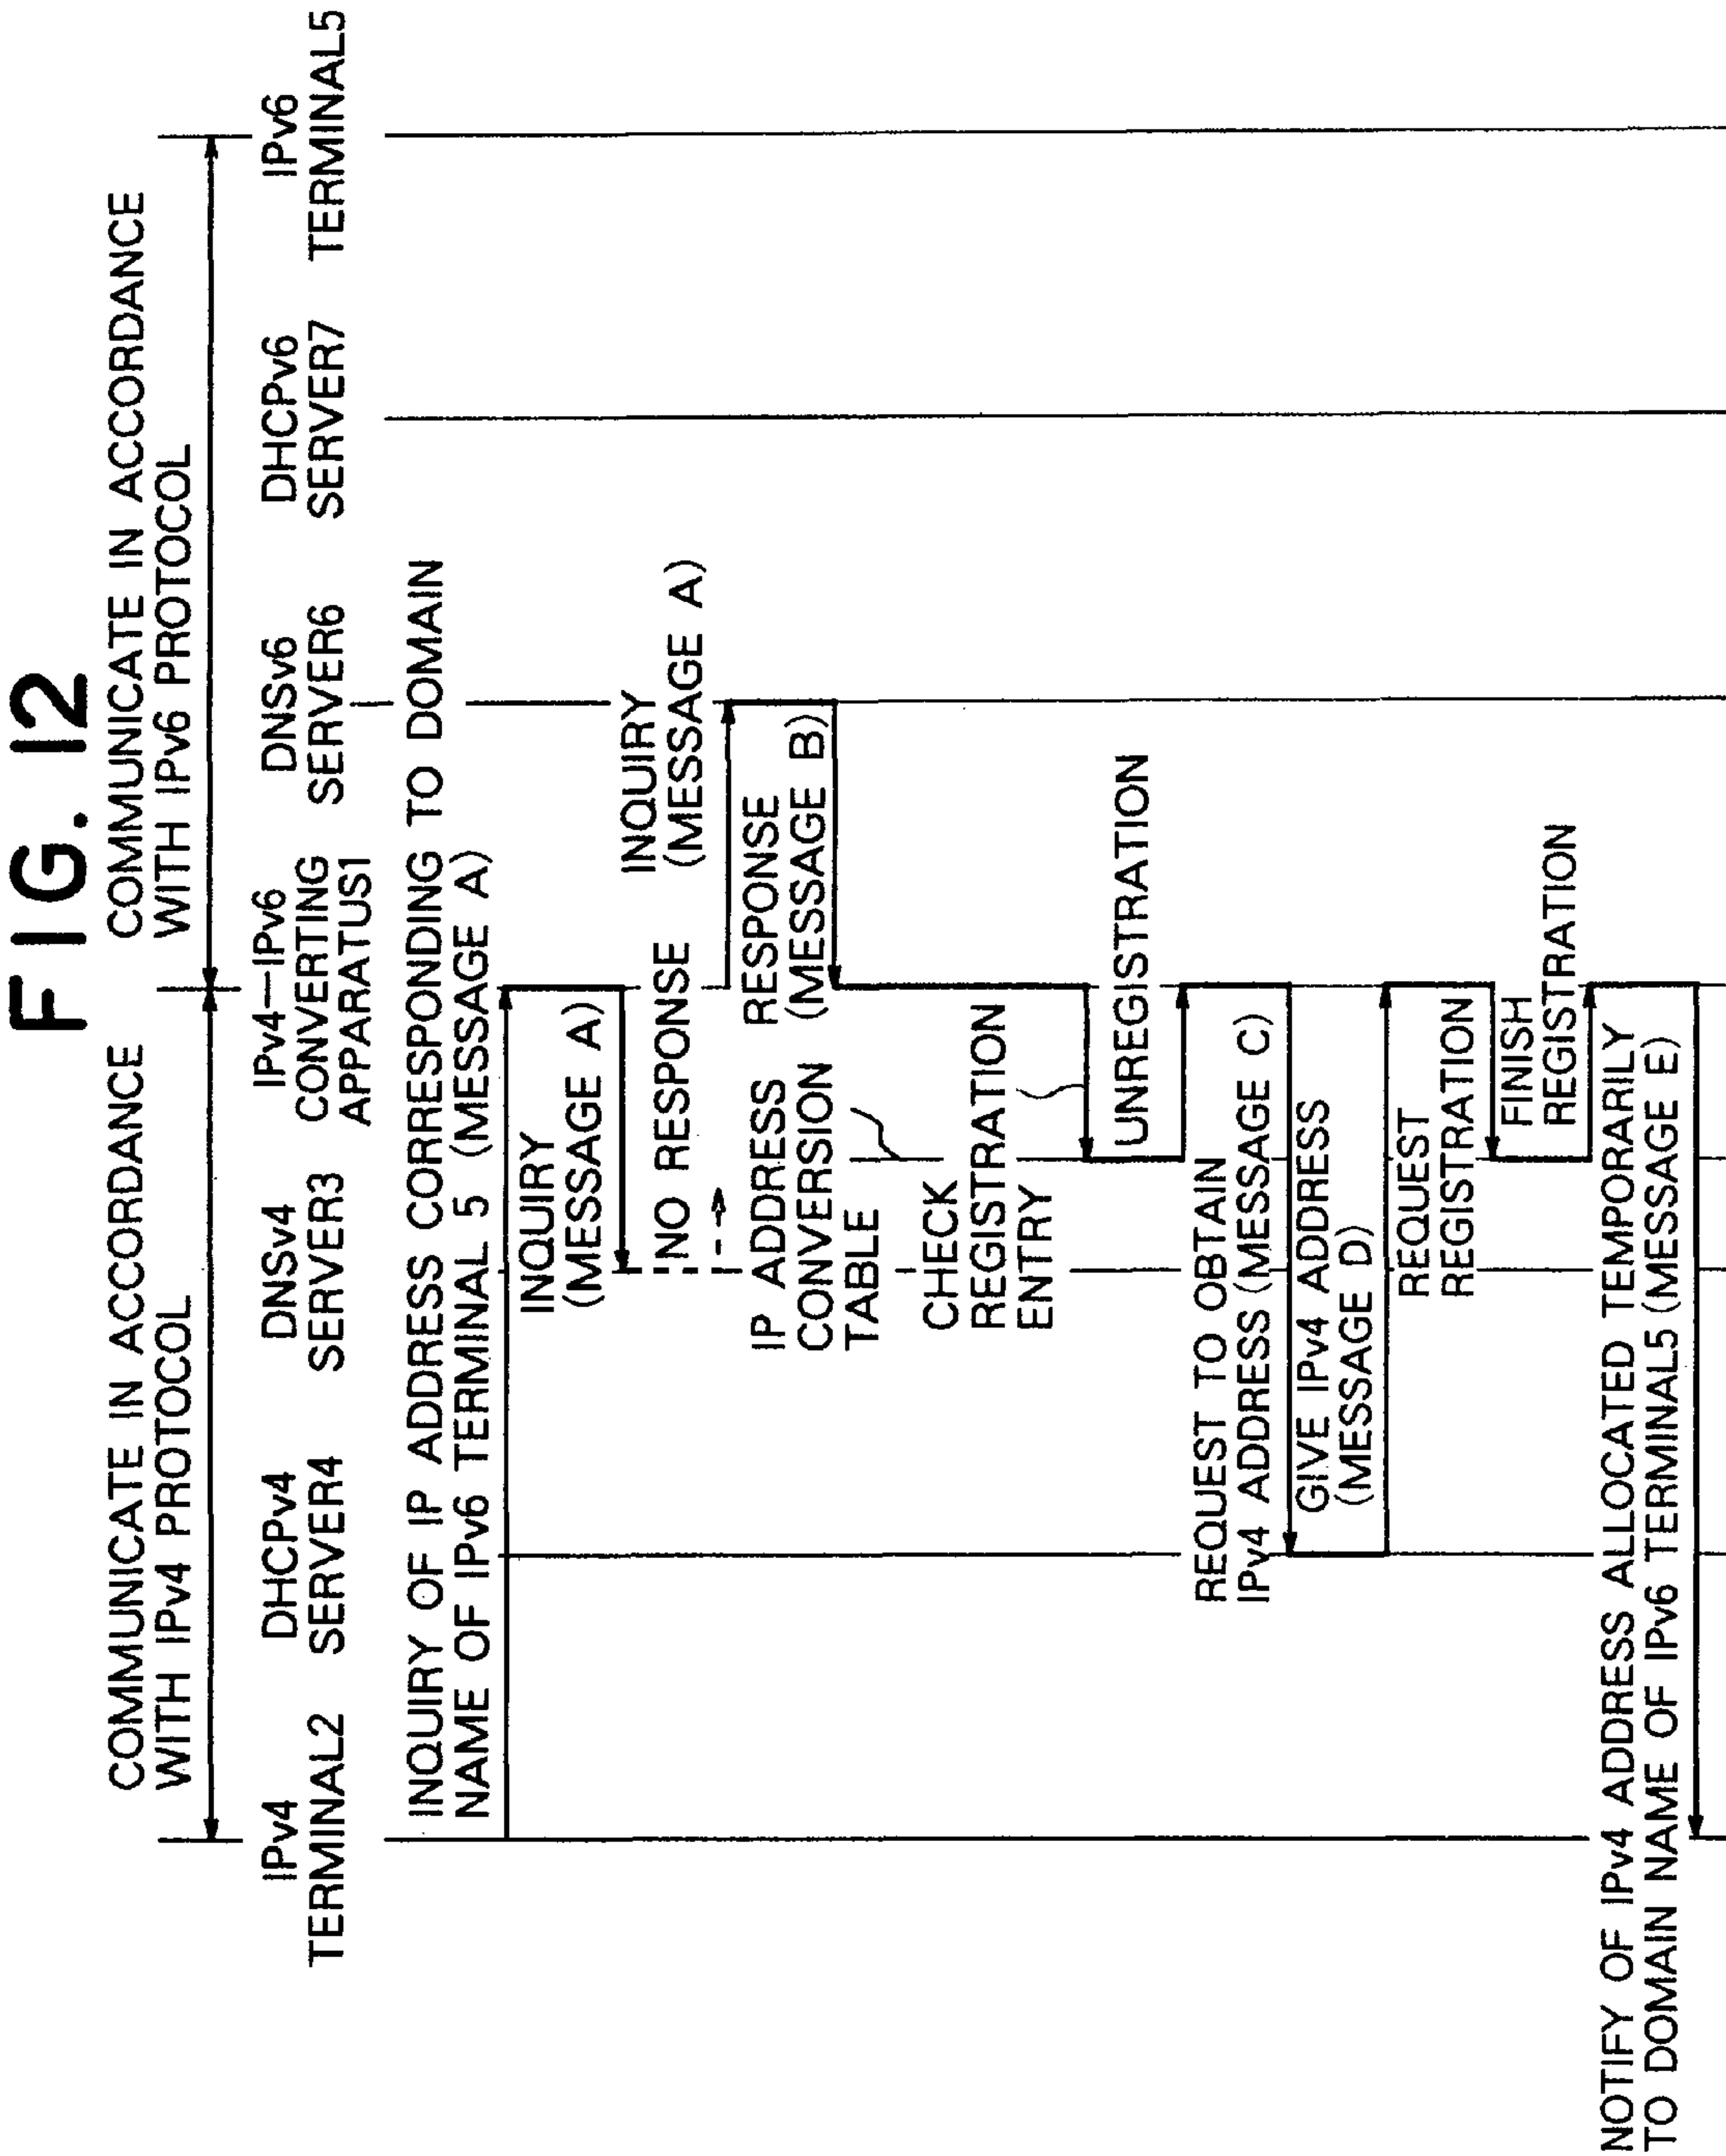 FIG. 12
COMMUNICATE IN ACCORDANCE
WITH IPv4 PROTOCOL
COMMUNICATE IN ACCORDANCE
WITH IPv6 PROTOCOL
IPv4
TERMINAL2
DHCPv4
SERVER4
DNSv4
SERVER3
IPv4—IPv6
CONVERTING
APPARATUS1
DNSv6
SERVER6
DHCPv6
SERVER7
IPv6
TERMINAL5
INQUIRY OF IP ADDRESS CORRESPONDING TO DOMAIN
NAME OF IPv6 TERMINAL 5 (MESSAGE A)
INQUIRY
(MESSAGE A)
NO RESPONSE
INQUIRY
(MESSAGE A)
IP ADDRESS
CONVERSION
TABLE
RESPONSE
(MESSAGE B)
CHECK
REGISTRATION
ENTRY
UNREGISTRATION
REQUEST TO OBTAIN
IPv4 ADDRESS (MESSAGE C)
GIVE IPv4 ADDRESS
(MESSAGE D)
REQUEST
REGISTRATION
FINISH
REGISTRATION
NOTIFY OF IPv4 ADDRESS ALLOCATED TEMPORARILY
TO DOMAIN NAME OF IPv6 TERMINAL5 (MESSAGE E)